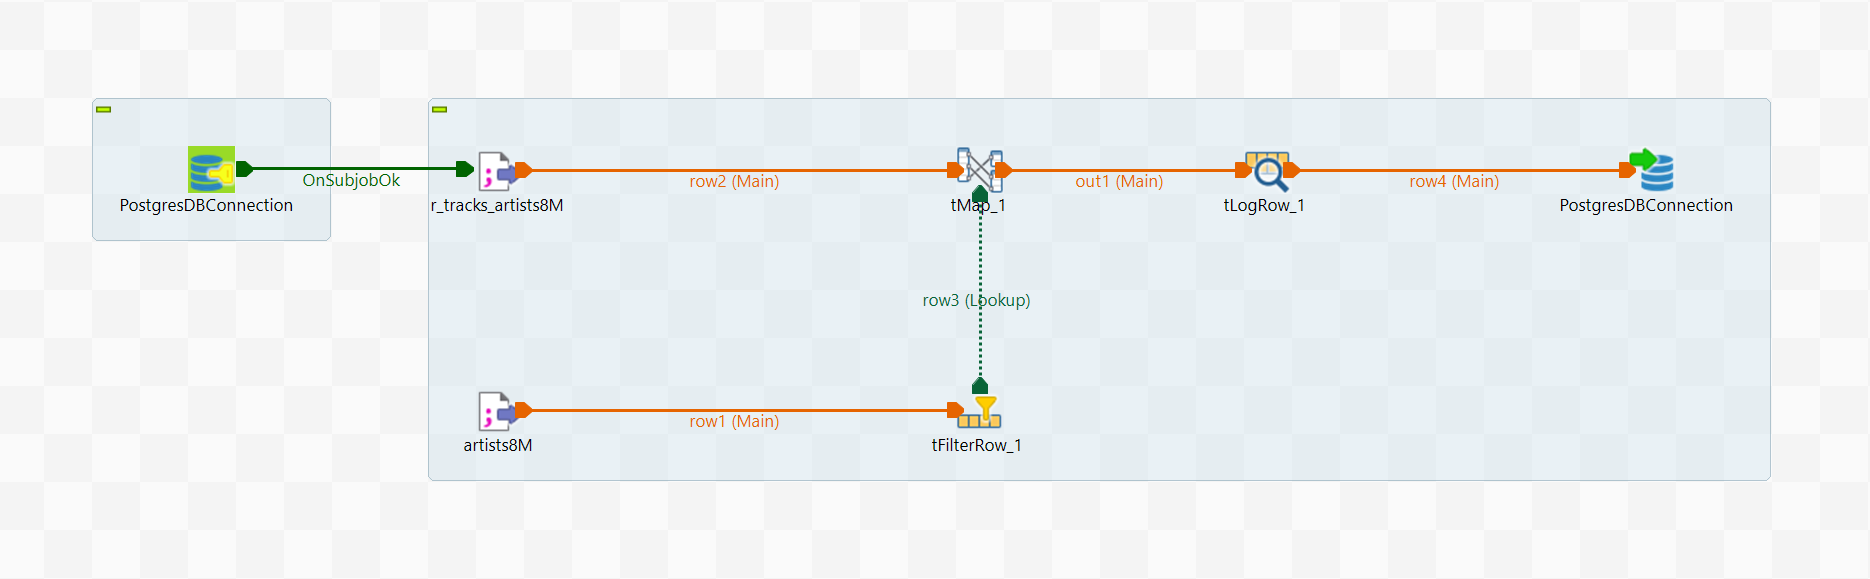 OnSubjobOk
PostgresDBConnection
row2 (Main)
r_tracks_artists8M
out1 (Main)
tMap_1
row4 (Main)
tLogRow_1
PostgresDBConnection
row3 (Lookup)
row1 (Main)
artists8M
tFilterRow_1